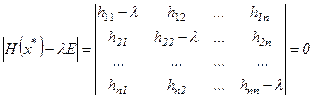 |H(x*) − λE| = | h₁₁ − λ h₁₂ ... h₁ₙ | = 0
h₂₁ h₂₂ − λ ... h₂ₙ
... ... ... ...
hₙ₁ hₙ₂ ... hₙₙ − λ